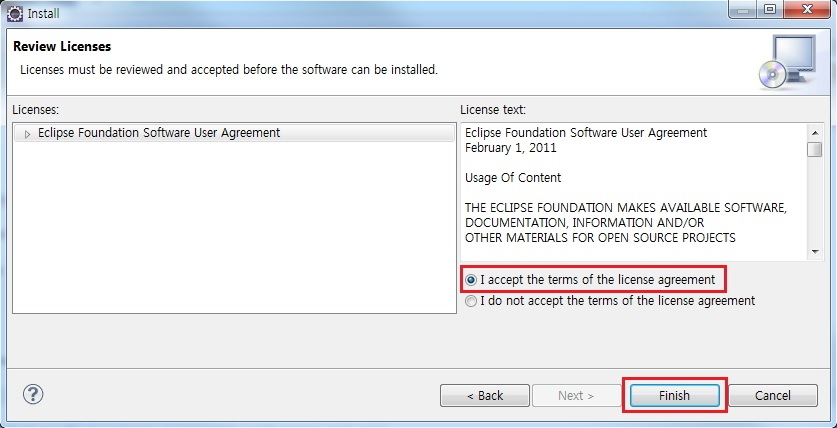 Install
Review Licenses
Licenses must be reviewed and accepted before the software can be installed.
Licenses:
Eclipse Foundation Software User Agreement
License text:
Eclipse Foundation Software User Agreement
February 1, 2011
Usage Of Content
THE ECLIPSE FOUNDATION MAKES AVAILABLE SOFTWARE,
DOCUMENTATION, INFORMATION AND/OR
OTHER MATERIALS FOR OPEN SOURCE PROJECTS
I accept the terms of the license agreement
I do not accept the terms of the license agreement
?
< Back
Next >
Finish
Cancel